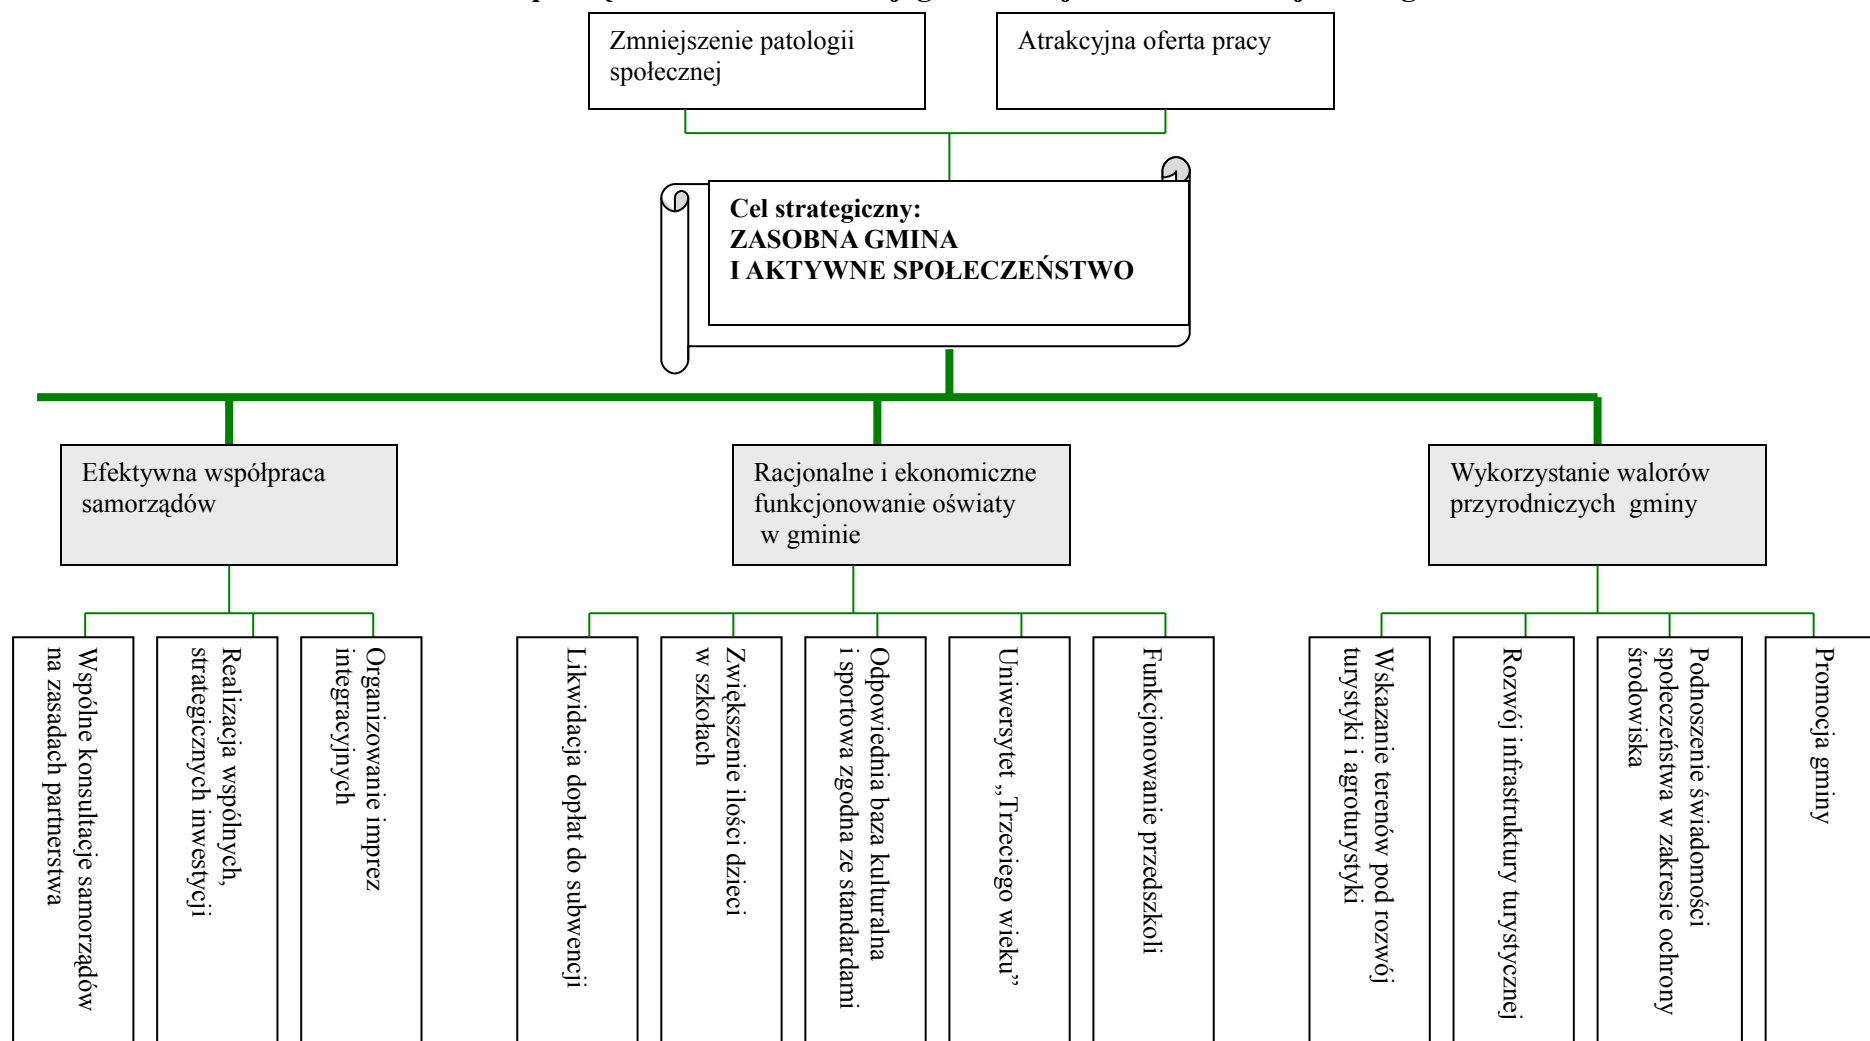 Zmniejszenie patologii
społecznej
Atrakcyjna oferta pracy
Cel strategiczny:
ZASOBNA GMINA
I AKTYWNE SPOŁECZEŃSTWO
Efektywna współpraca
samorządów
Racjonalne i ekonomiczne
funkcjonowanie oświaty
w gminie
Wykorzystanie walorów
przyrodniczych gminy
Wspólne konsultacje samorządów
na zasadach partnerstwa
Realizacja wspólnych,
strategicznych inwestycji
Organizowanie imprez
integracyjnych
Likwidacja dopłat do subwencji
Zwiększenie ilości dzieci
w szkołach
Odpowiednia baza kulturalna
i sportowa zgodna ze standardami
Uniwersytet „Trzeciego wieku”
Funkcjonowanie przedszkoli
Wskazanie terenów pod rozwój
turystyki i agroturystyki
Rozwój infrastruktury turystycznej
Podnoszenie świadomości
społeczeństwa w zakresie ochrony
środowiska
Promocja gminy